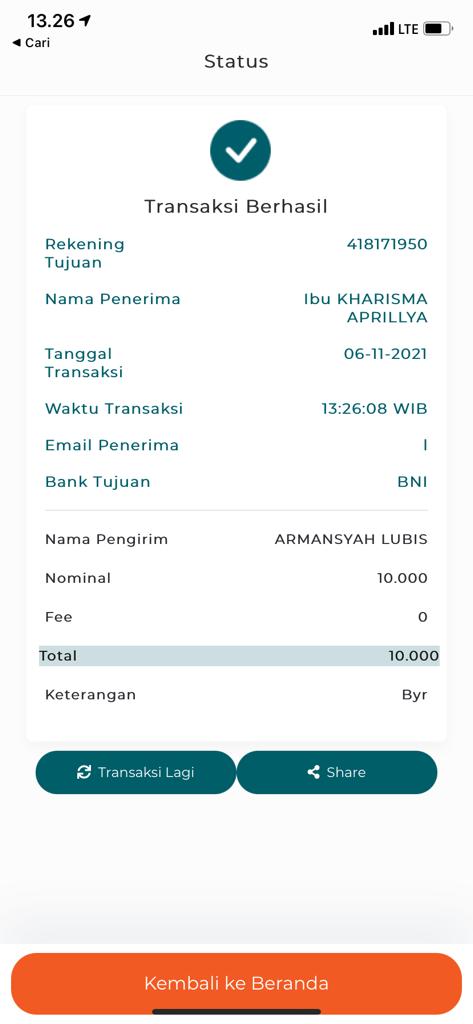 13.26
LTE
◀ Cari
Status
Transaksi Berhasil
Rekening 418171950
Tujuan
Nama Penerima Ibu KHARISMA
APRILLYA
Tanggal 06-11-2021
Transaksi
Waktu Transaksi 13:26:08 WIB
Email Penerima l
Bank Tujuan BNI
Nama Pengirim ARMANSYAH LUBIS
Nominal 10.000
Fee 0
Total 10.000
Keterangan Byr
Transaksi Lagi Share
Kembali ke Beranda